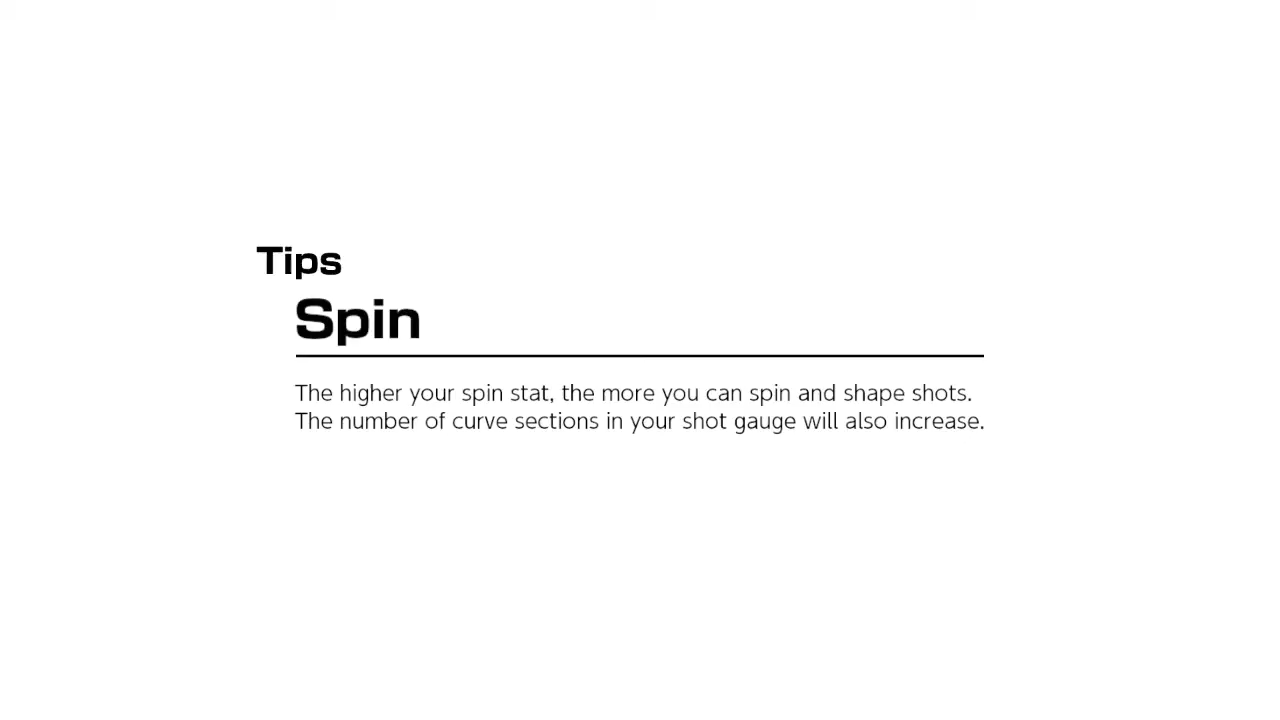 Tips
Spin
The higher your spin stat, the more you can spin and shape shots.
The number of curve sections in your shot gauge will also increase.